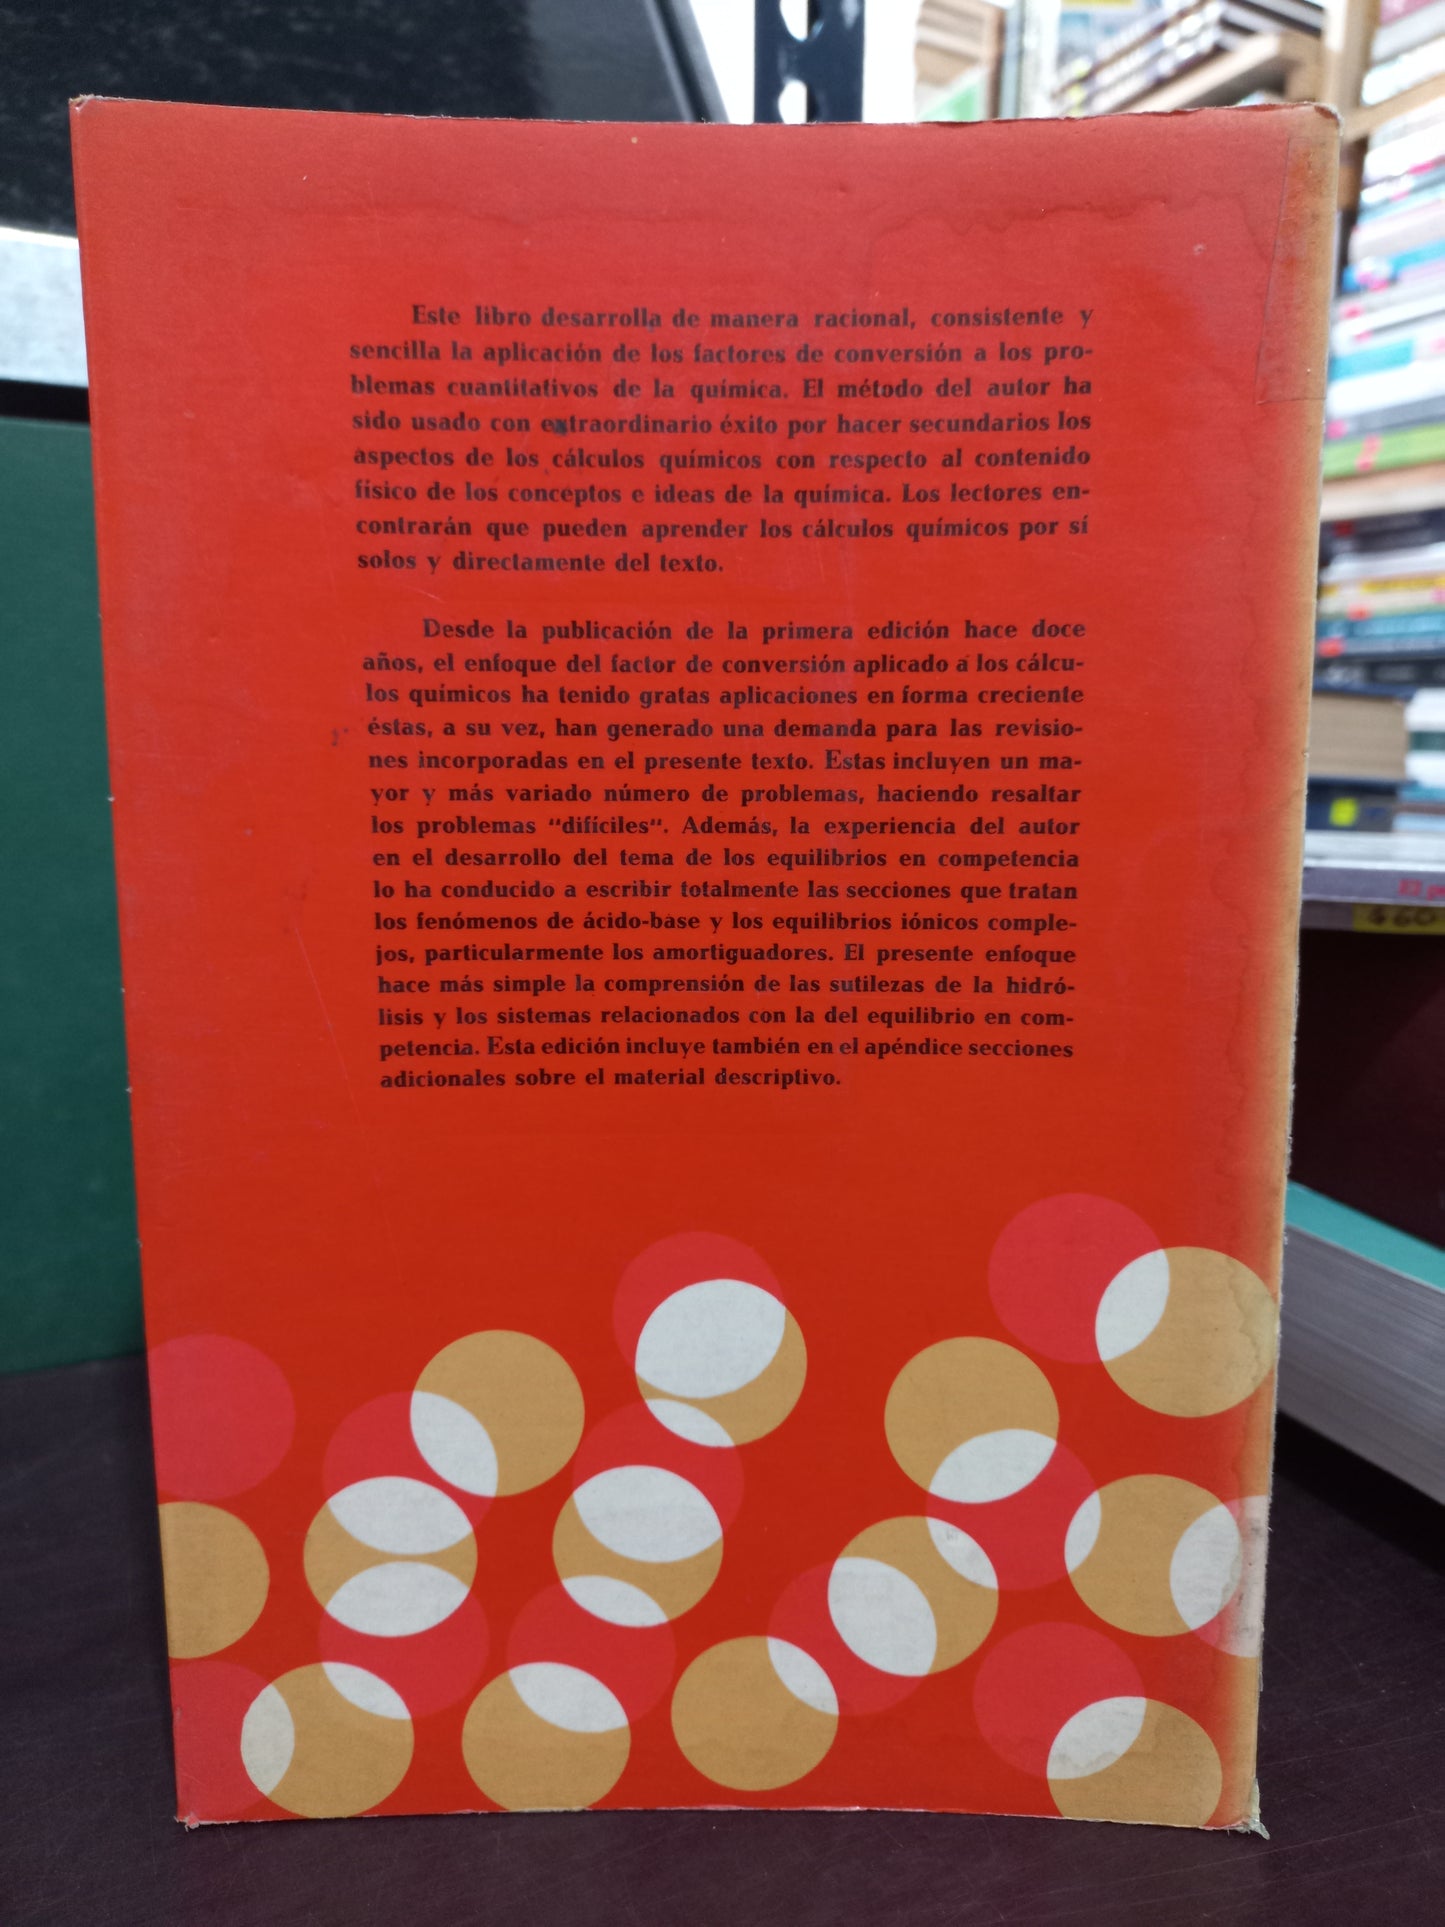 Este libro desarrolla de manera racional, consistente y
sencilla la aplicación de los factores de conversión a los pro-
blemas cuantitativos de la química. El método del autor ha
sido usado con extraordinario éxito por hacer secundarios los
aspectos de los cálculos químicos con respecto al contenido
físico de los conceptos e ideas de la química. Los lectores en-
contrarán que pueden aprender los cálculos químicos por sí
solos y directamente del texto.
Desde la publicación de la primera edición hace doce
años, el enfoque del factor de conversión aplicado a los cálcu-
los químicos ha tenido gratas aplicaciones en forma creciente
éstas, a su vez, han generado una demanda para las revisio-
nes incorporadas en el presente texto. Estas incluyen un ma-
yor y más variado número de problemas, haciendo resaltar
los problemas “difíciles“. Además, la experiencia del autor
en el desarrollo del tema de los equilibrios en competencia
lo ha conducido a escribir totalmente las secciones que tratan
los fenómenos de ácido-base y los equilibrios iónicos comple-
jos, particularmente los amortiguadores. El presente enfoque
hace más simple la comprensión de las sutilezas de la hidró-
lisis y los sistemas relacionados con la del equilibrio en com-
petencia. Esta edición incluye también en el apéndice secciones
adicionales sobre el material descriptivo.
$60